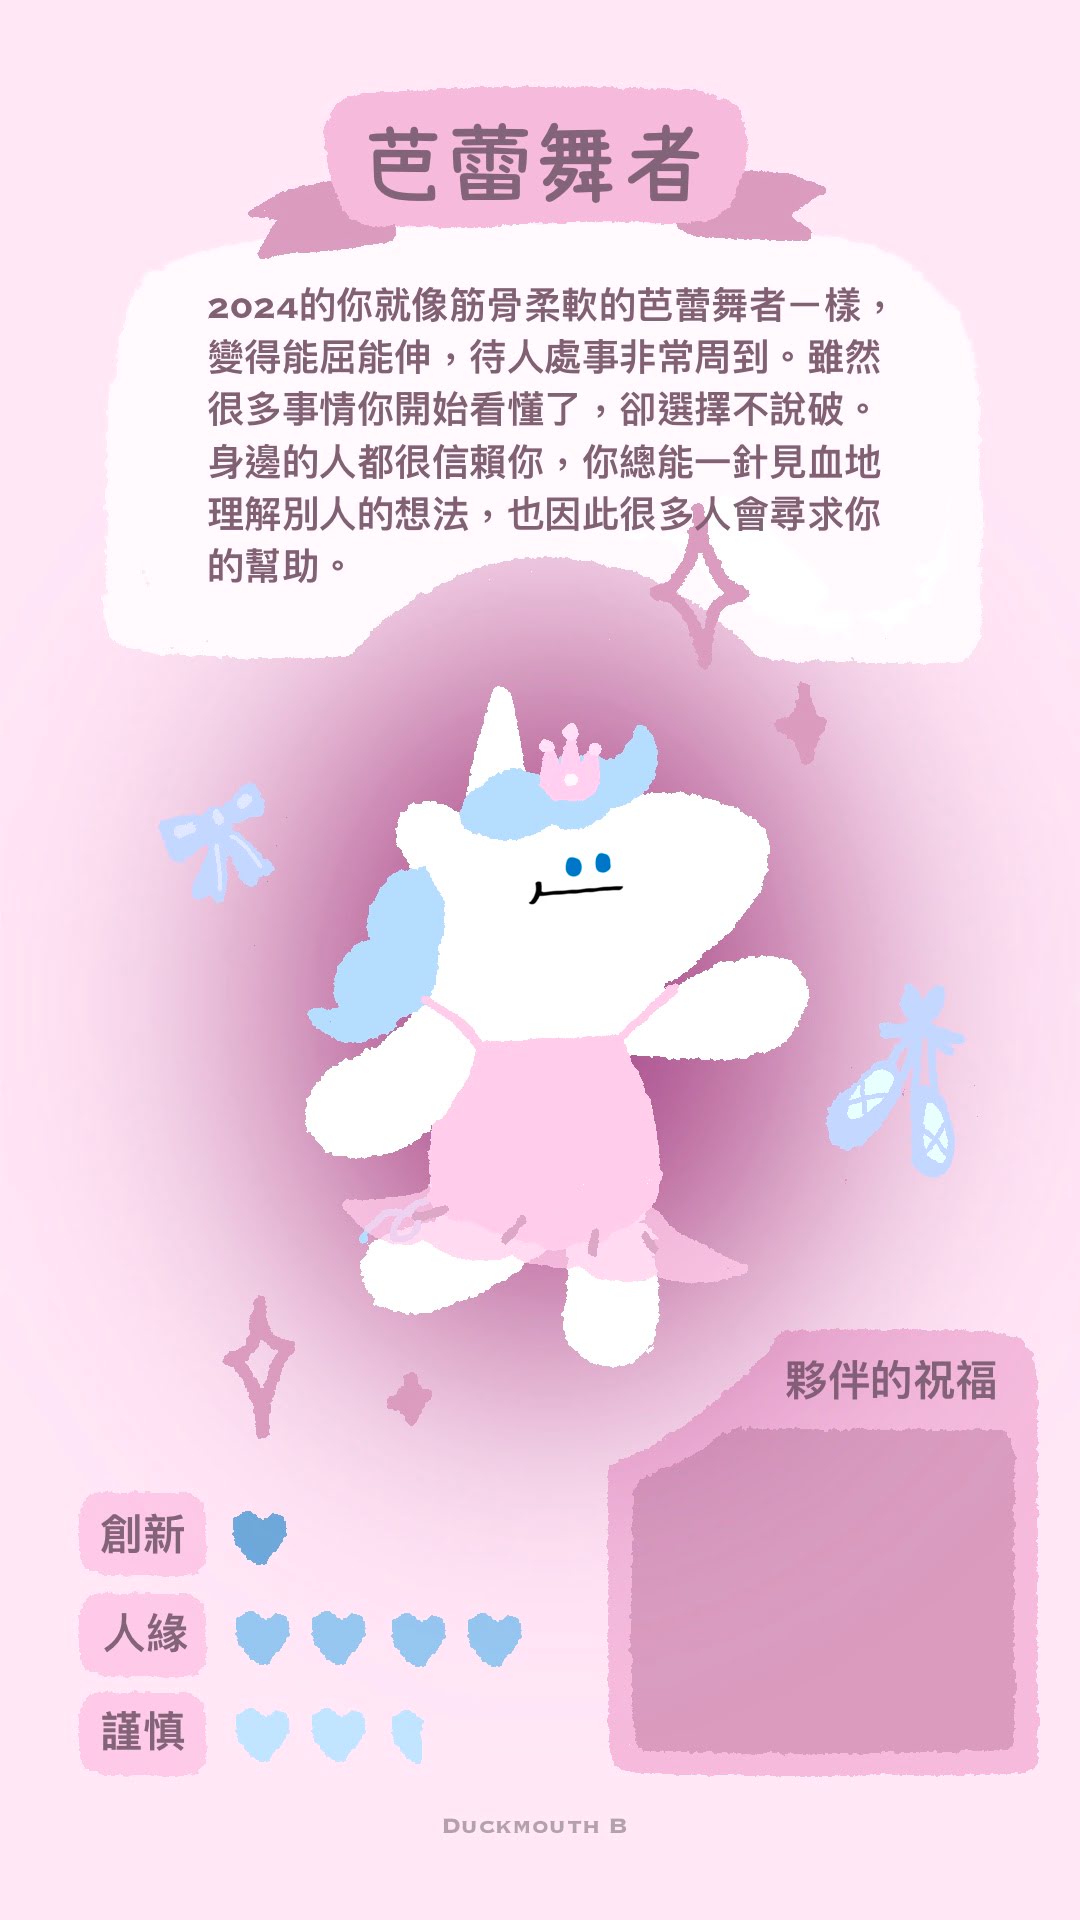 芭蕾舞者
2024的你就像筋骨柔軟的芭蕾舞者一樣，
變得能屈能伸，待人處事非常周到。雖然
很多事情你開始看懂了，卻選擇不說破。
身邊的人都很信賴你，你總能一針見血地
理解別人的想法，也因此很多人會尋求你
的幫助。
夥伴的祝福
創新
人緣
謹慎
Duckmouth B